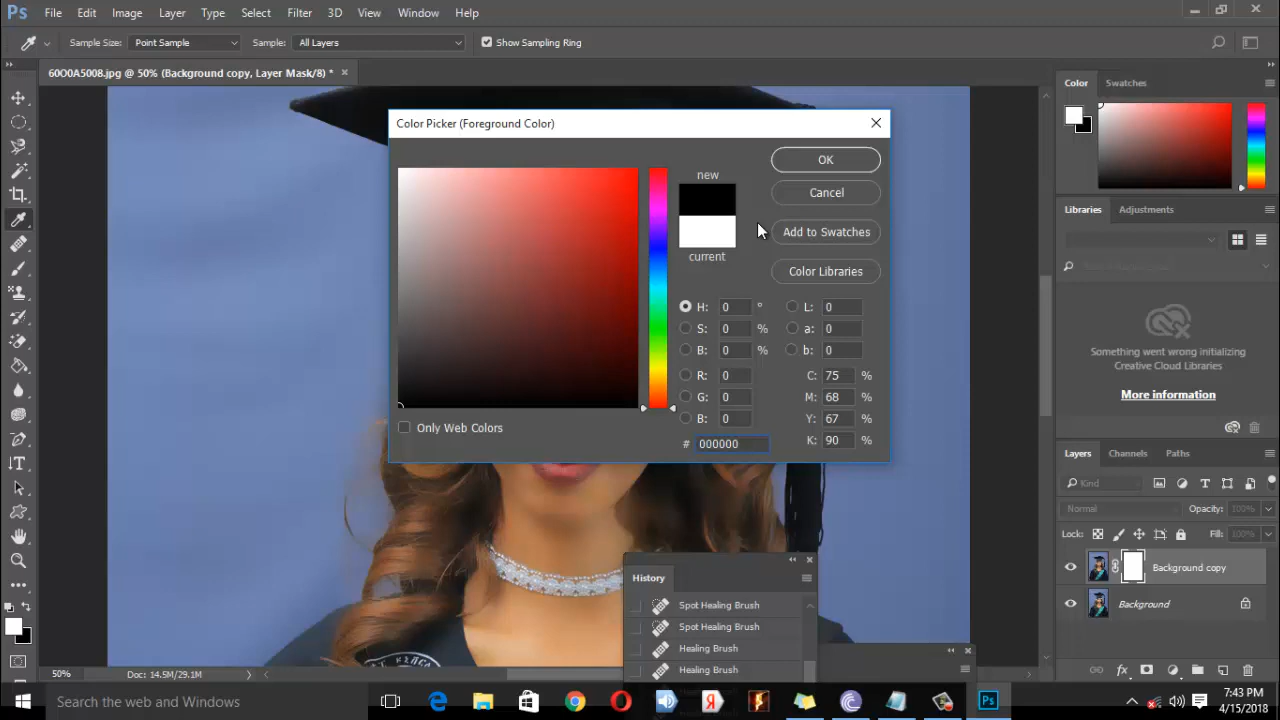 Ps File Edit Image Layer Type Select Filter 3D View Window Help
Sample Size: Point Sample Sample: All Layers Show Sampling Ring
60O0A5008.jpg @ 50% (Background copy, Layer Mask/8) *
Color Swatches
Color Picker (Foreground Color)
new
OK
Cancel
Add to Swatches
current
Color Libraries
H: 0 ° L: 0
S: 0 % a: 0
B: 0 % b: 0
R: 0 C: 75 %
G: 0 M: 68 %
B: 0 Y: 67 %
# 000000 K: 90 %
Only Web Colors
Libraries Adjustments
Something went wrong initializing
Creative Cloud Libraries
More information
Layers Channels Paths
Kind
Normal Opacity: 100%
Lock: Fill: 100%
Background copy
Background
History
Spot Healing Brush
Spot Healing Brush
Healing Brush
Healing Brush
50% Doc: 14.5M/29.1M
Search the web and Windows
7:43 PM
4/15/2018